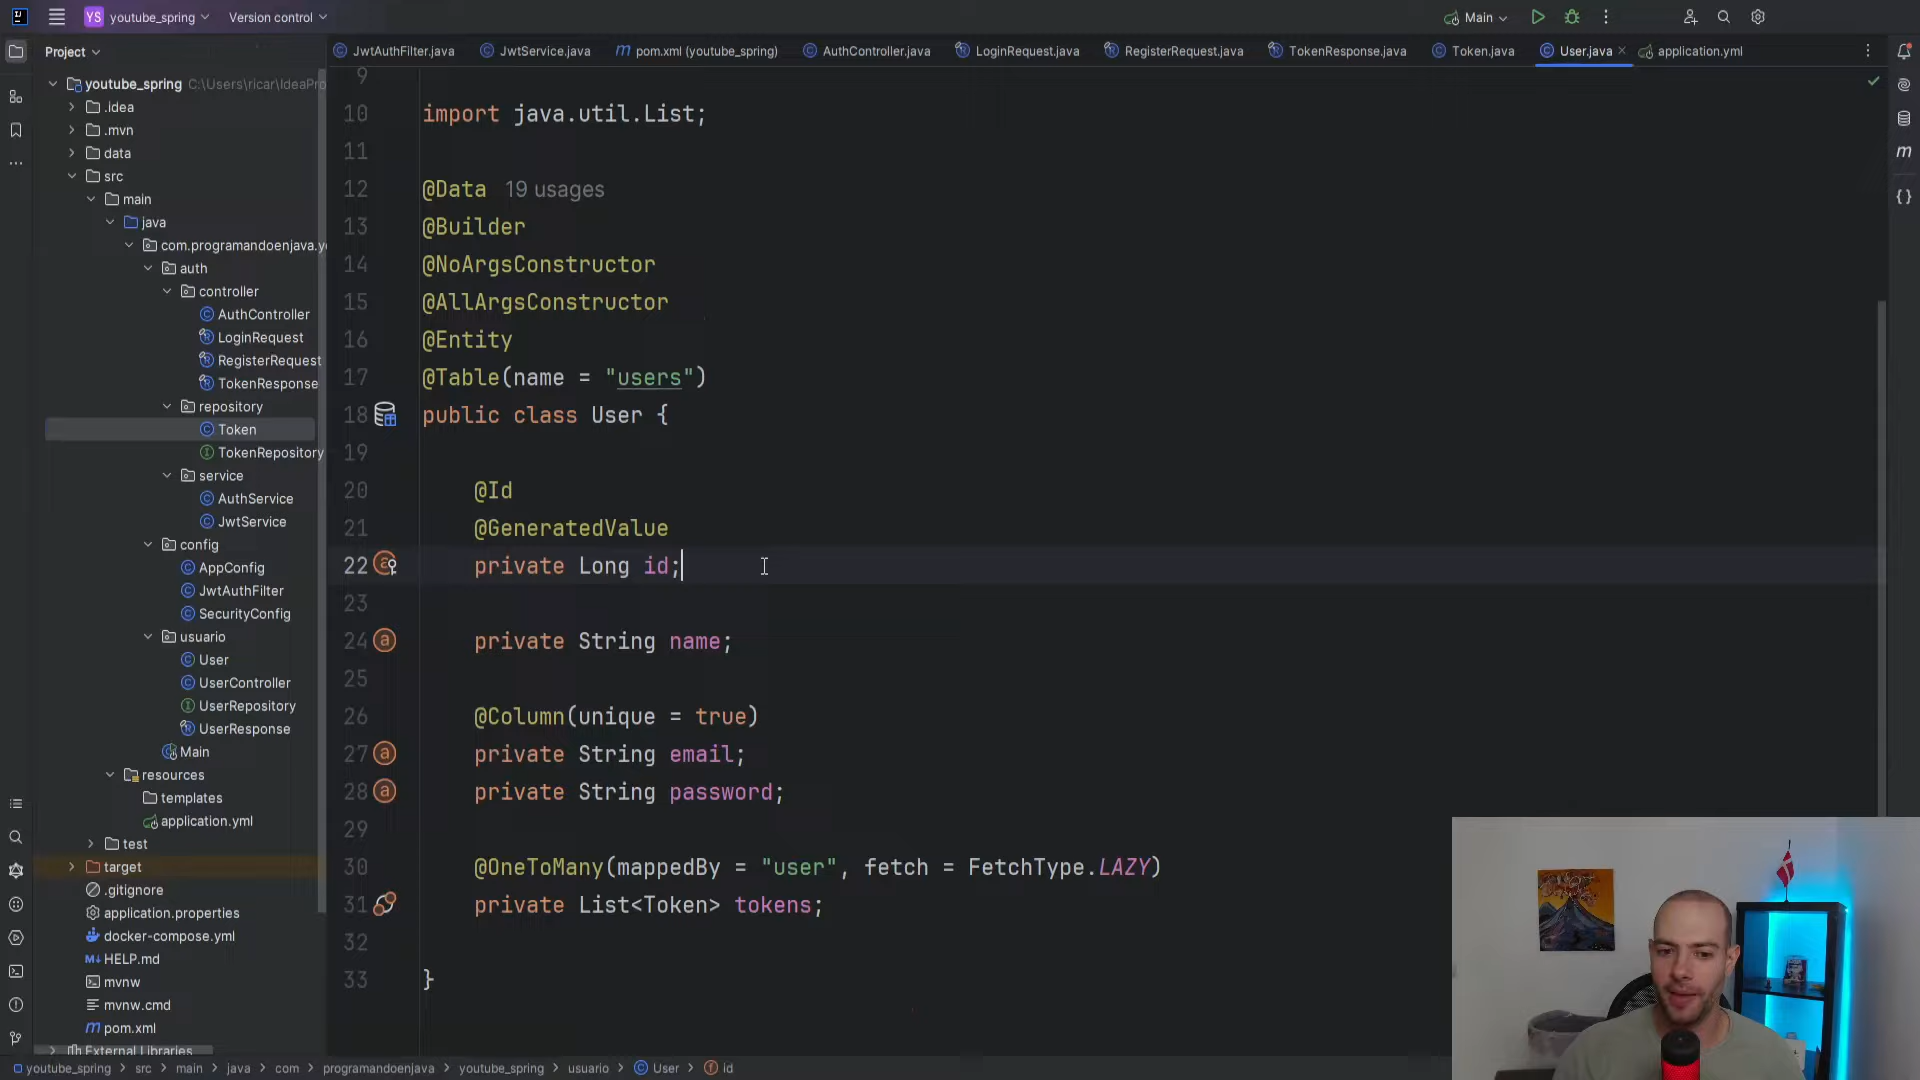 YS youtube_spring Version control Main
Project
JwtAuthFilter.java JwtService.java pom.xml (youtube_spring) AuthController.java LoginRequest.java RegisterRequest.java TokenResponse.java Token.java User.java application.yml
youtube_spring C:\Users\ricar\IdeaPro
.idea
.mvn
data
src
main
java
com.programandoenjava.yo
auth
controller
AuthController
LoginRequest
RegisterRequest
TokenResponse
repository
Token
TokenRepository
service
AuthService
JwtService
config
AppConfig
JwtAuthFilter
SecurityConfig
usuario
User
UserController
UserRepository
UserResponse
Main
resources
templates
application.yml
test
target
.gitignore
application.properties
docker-compose.yml
HELP.md
mvnw
mvnw.cmd
pom.xml
External Libraries
9
10 import java.util.List;
11
12 @Data 19 usages
13 @Builder
14 @NoArgsConstructor
15 @AllArgsConstructor
16 @Entity
17 @Table(name = "users")
18 public class User {
19
20 @Id
21 @GeneratedValue
22 private Long id;
23
24 private String name;
25
26 @Column(unique = true)
27 private String email;
28 private String password;
29
30 @OneToMany(mappedBy = "user", fetch = FetchType.LAZY)
31 private List<Token> tokens;
32
33 }
youtube_spring > src > main > java > com > programandoenjava > youtube_spring > usuario > User > id